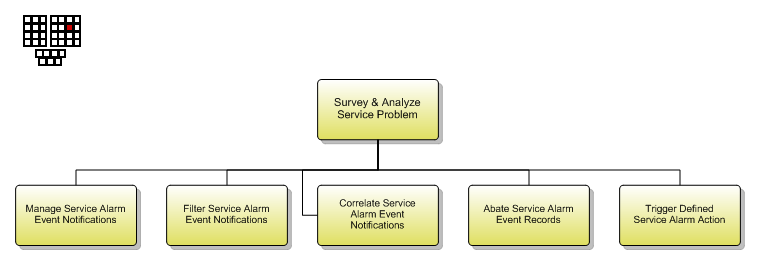 Survey & Analyze
Service Problem
Manage Service Alarm
Event Notifications
Filter Service Alarm
Event Notifications
Correlate Service
Alarm Event
Notifications
Abate Service Alarm
Event Records
Trigger Defined
Service Alarm Action